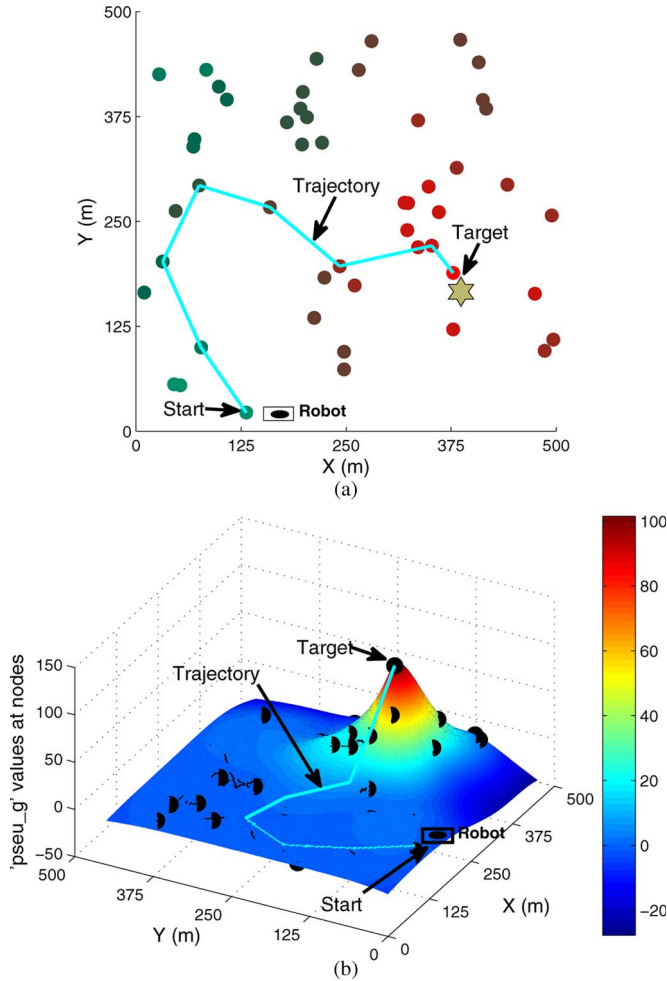 500
375
Y (m)
250
125
0
Trajectory
Target
Start
Robot
0
125
250
375
500
X (m)
(a)
'pseu_g' values at nodes
150
100
50
0
-50
Target
Trajectory
Robot
Start
500
375
250
125
0
Y (m)
0
125
250
375
500
X (m)
(b)
100
80
60
40
20
0
-20